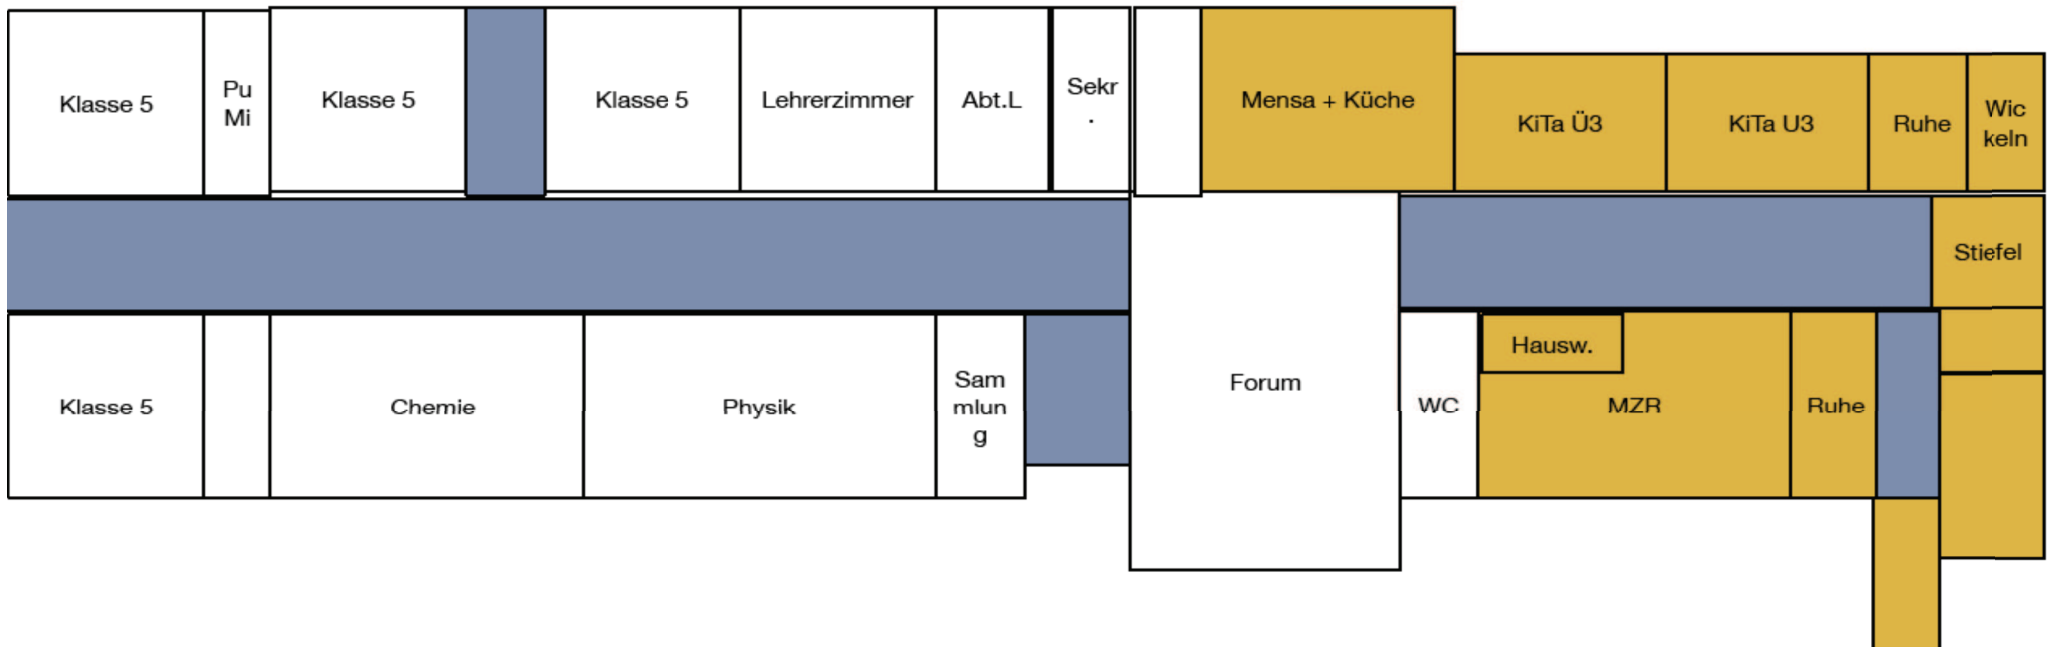 Klasse 5
Pu
Mi
Klasse 5
Klasse 5
Lehrerzimmer
Abt.L
Sekr
.
Mensa + Küche
KiTa Ü3
KiTa U3
Ruhe
Wic
keln
Stiefel
Klasse 5
Chemie
Physik
Sam
mlun
g
Forum
WC
Hausw.
MZR
Ruhe